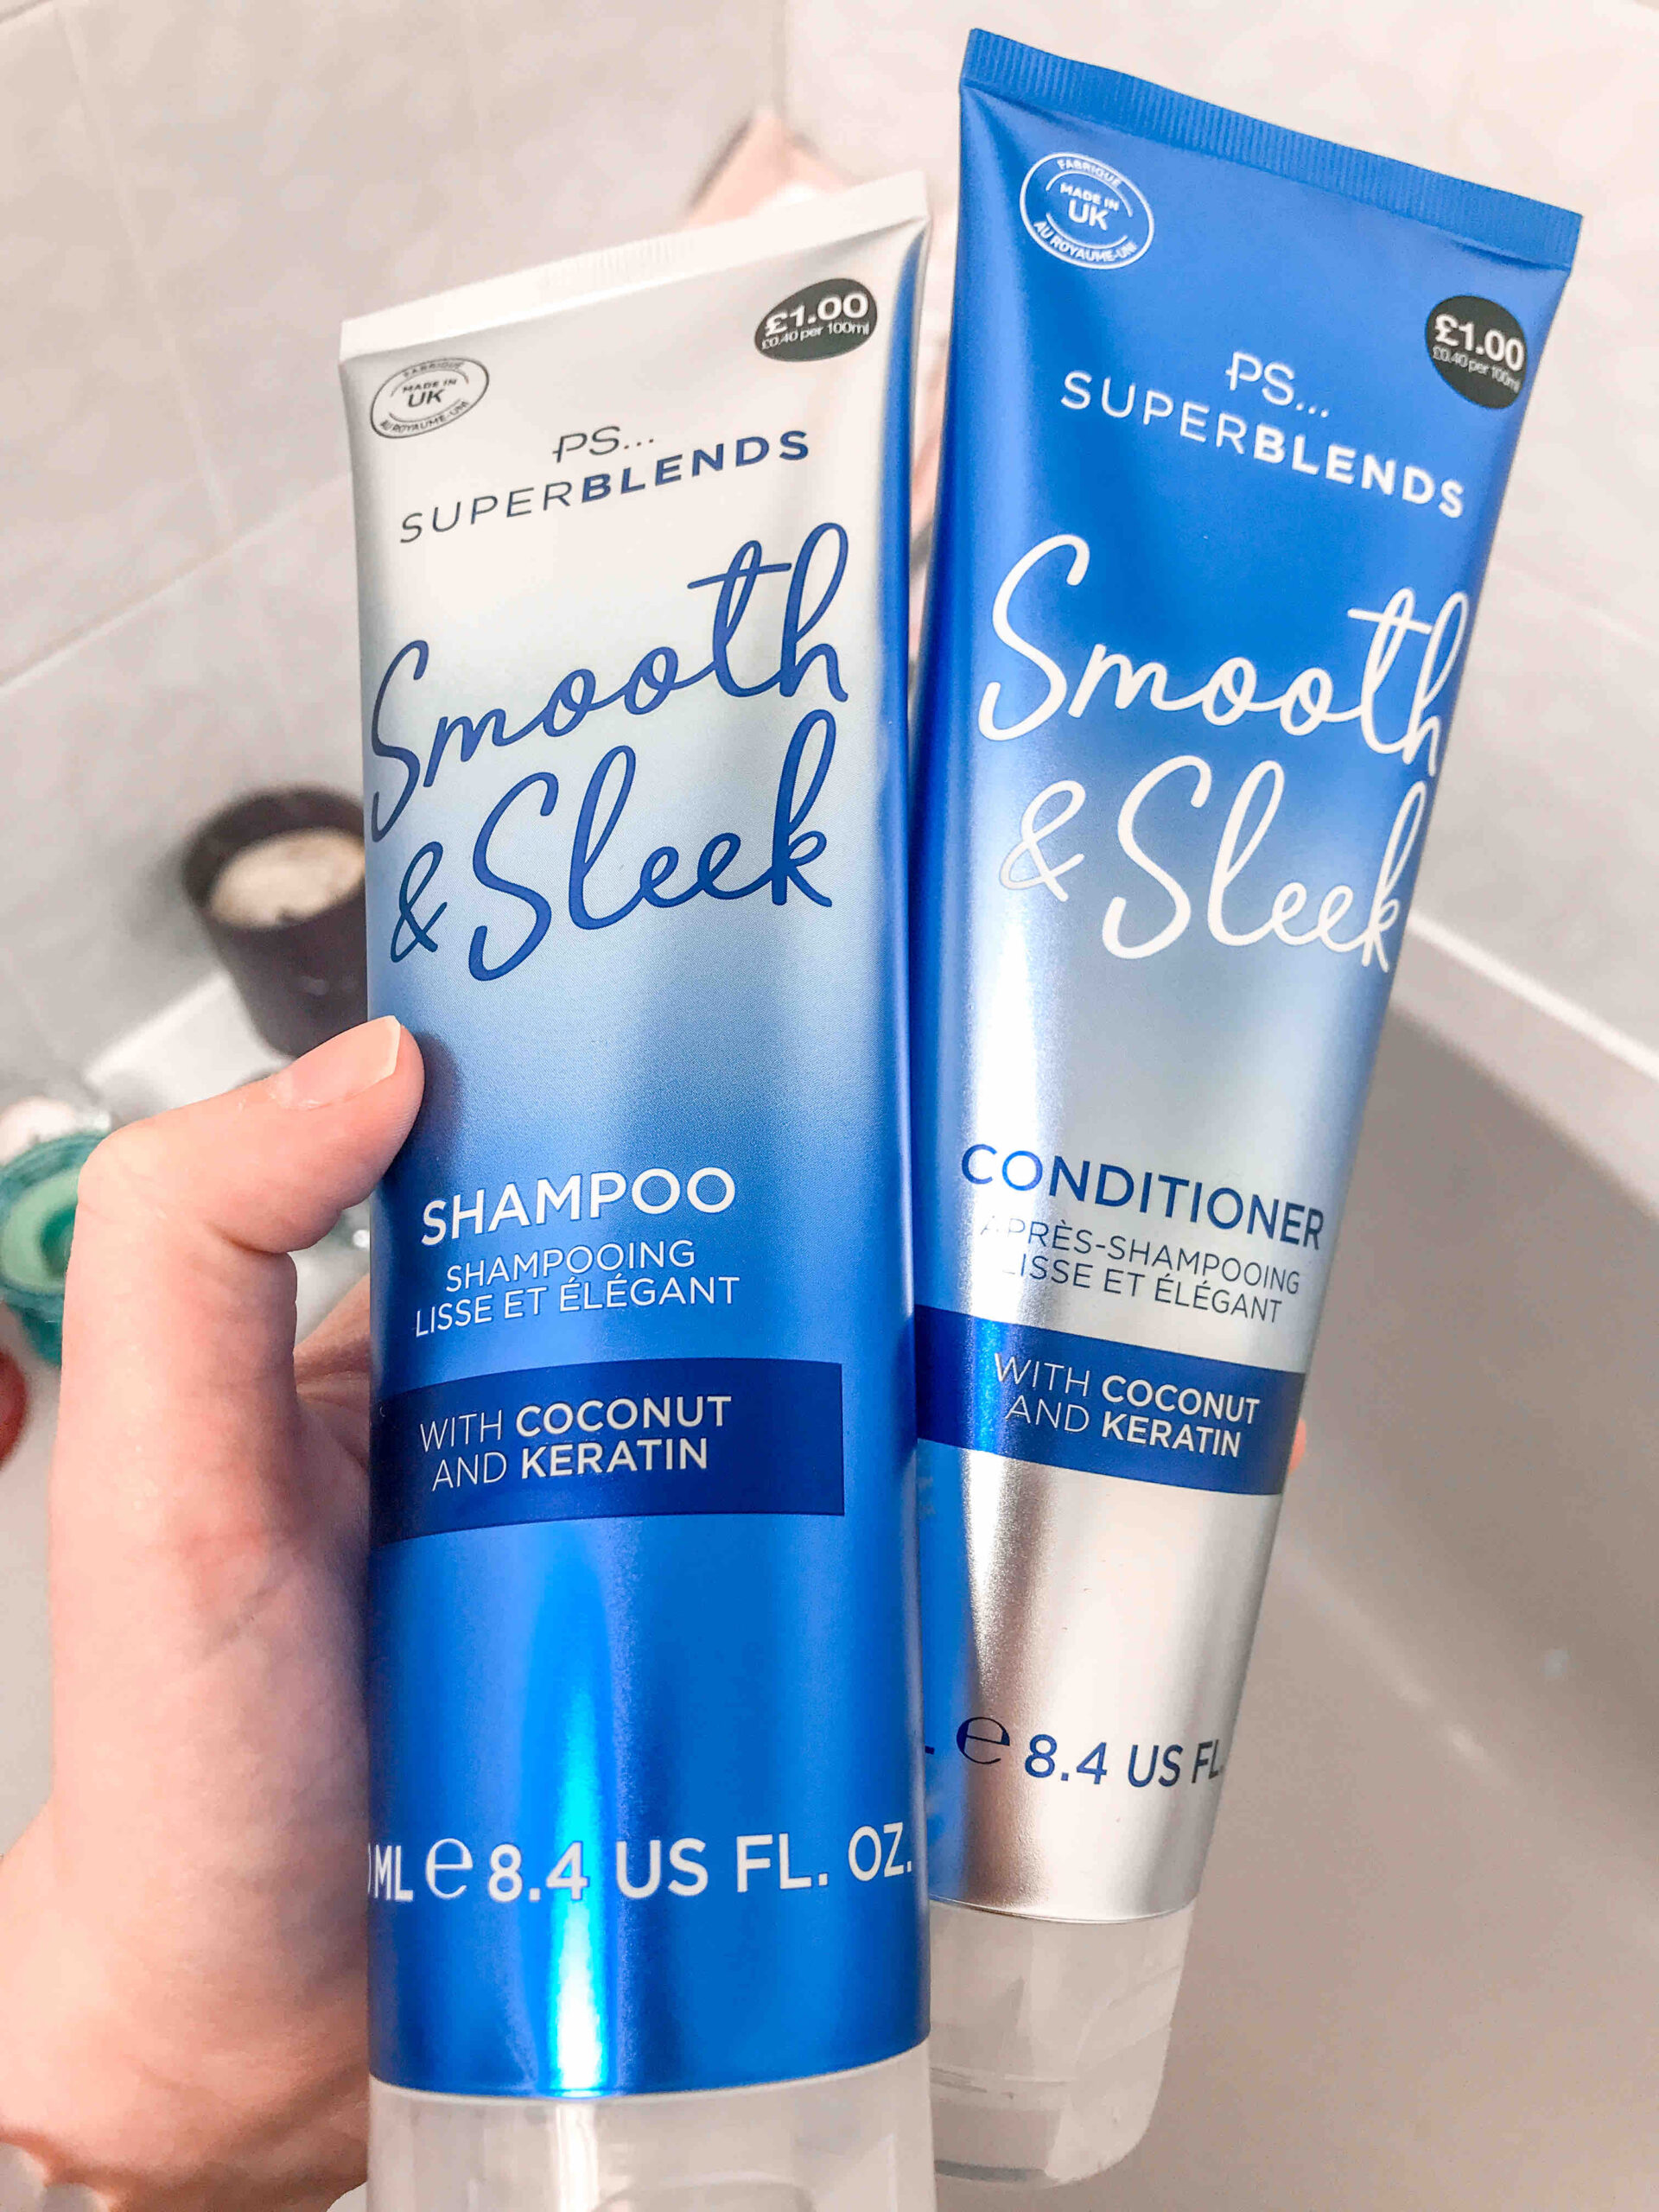 FABRIQUÉ
MADE IN
UK
AU ROYAUME-UNI
£1.00
£0.40 per 100ml
PS...
SUPERBLENDS
Smooth
& Sleek
SHAMPOO
SHAMPOOING
LISSE ET ÉLÉGANT
WITH COCONUT
AND KERATIN
ML e 8.4 US FL. OZ.
FABRIQUÉ
MADE IN
UK
AU ROYAUME-UNI
£1.00
£0.40 per 100ml
PS...
SUPERBLENDS
Smooth
& Sleek
CONDITIONER
APRÈS-SHAMPOOING
LISSE ET ÉLÉGANT
WITH COCONUT
AND KERATIN
e 8.4 US FL.